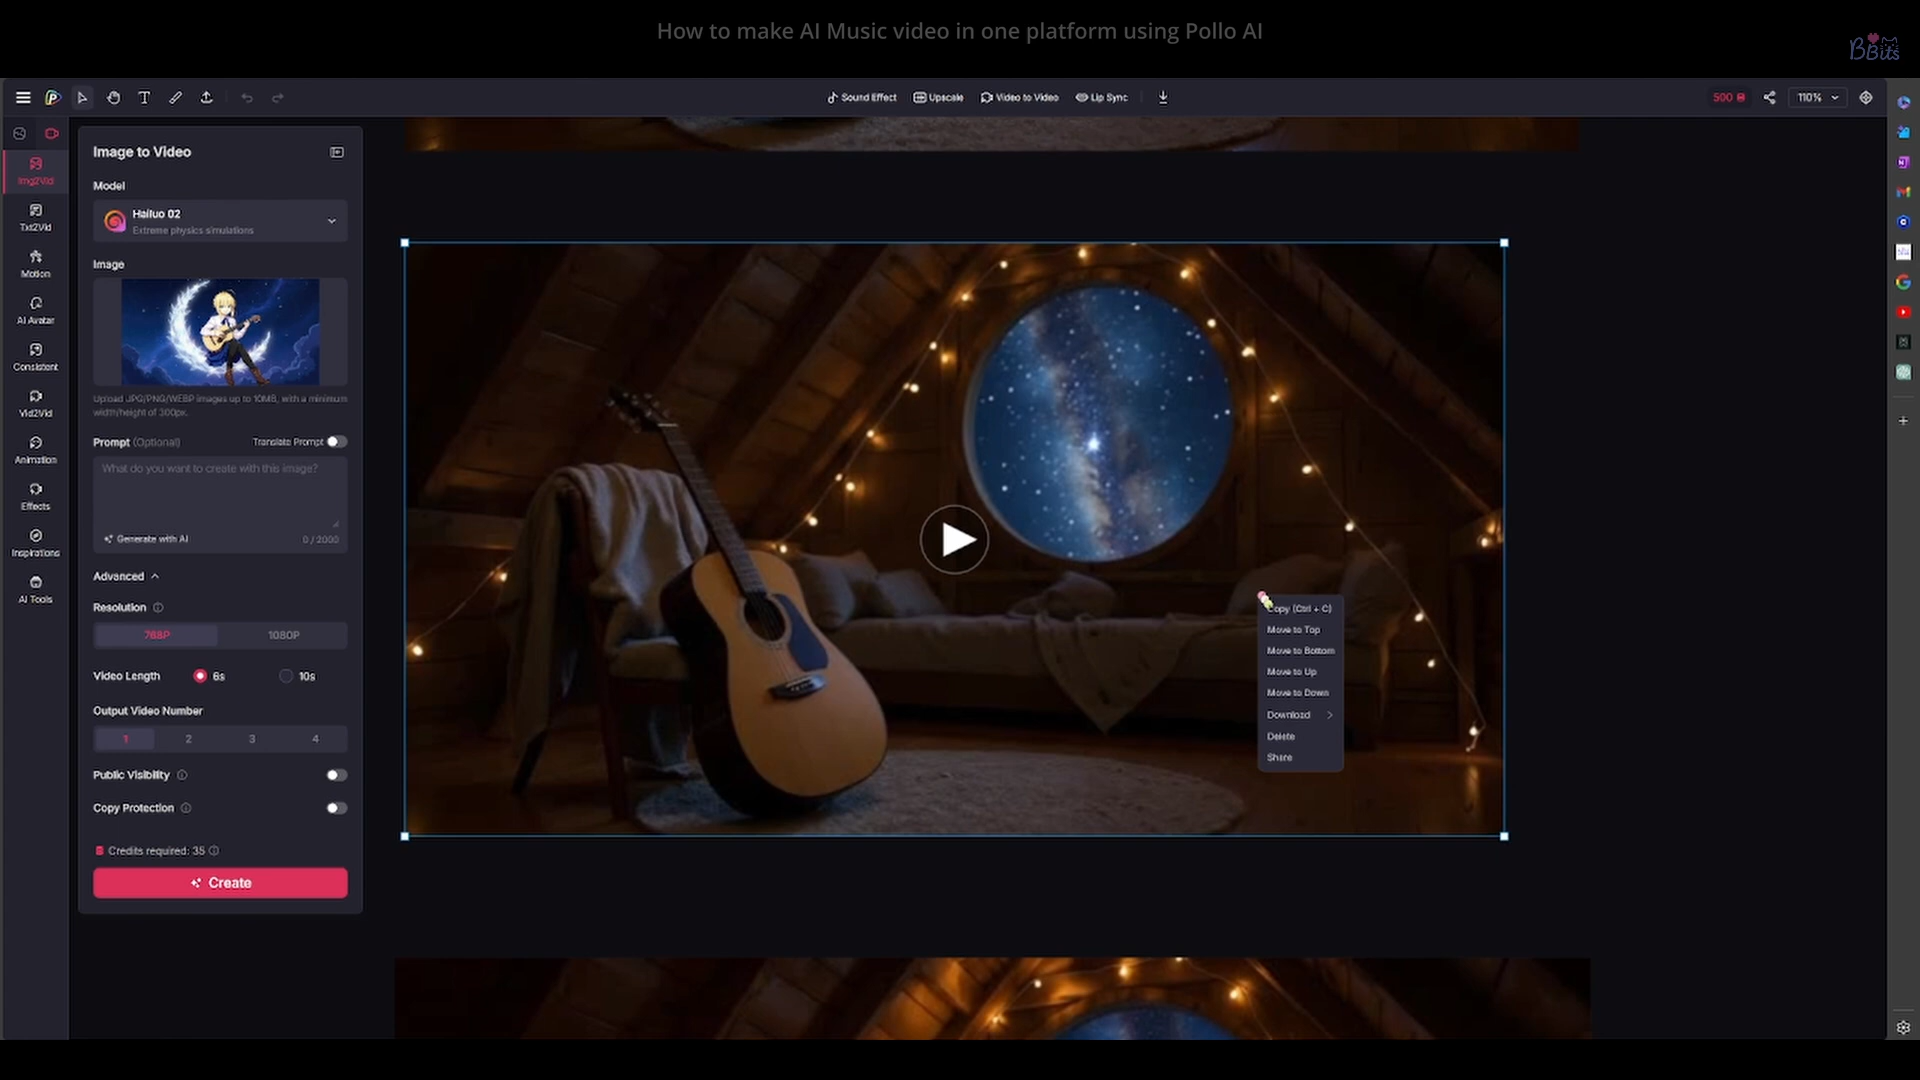 How to make AI Music video in one platform using Pollo AI
BBits
Sound Effect
Upscale
Video to Video
Lip Sync
500
110%
Img2Vid
Txt2Vid
Motion
AI Avatar
Consistent
Vid2Vid
Animation
Effects
Inspirations
AI Tools
Image to Video
Model
Hailuo 02
Extreme physics simulations
Image
Upload JPG/PNG/WEBP images up to 10MB, with a minimum
width/height of 300px.
Prompt (Optional)
Translate Prompt
What do you want to create with this image?
Generate with AI
0 / 2000
Advanced
Resolution
768P
1080P
Video Length
6s
10s
Output Video Number
1
2
3
4
Public Visibility
Copy Protection
Credits required: 35
Create
Copy (Ctrl + C)
Move to Top
Move to Bottom
Move to Up
Move to Down
Download
Delete
Share